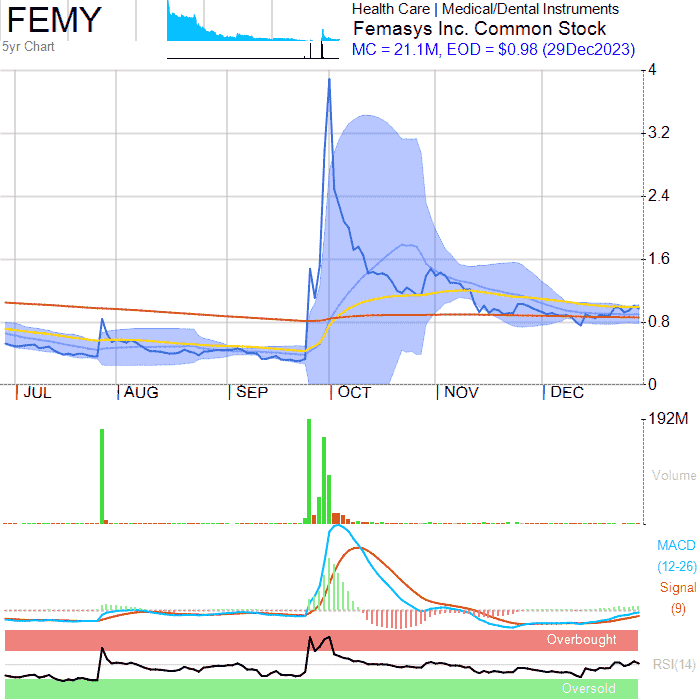 FEMY
5yr Chart
Health Care | Medical/Dental Instruments
Femasys Inc. Common Stock
MC = 21.1M, EOD = $0.98 (29Dec2023)
4
3.2
2.4
1.6
0.8
0
JUL AUG SEP OCT NOV DEC
192M
Volume
MACD
(12-26)
Signal
(9)
Overbought
RSI(14)
Oversold